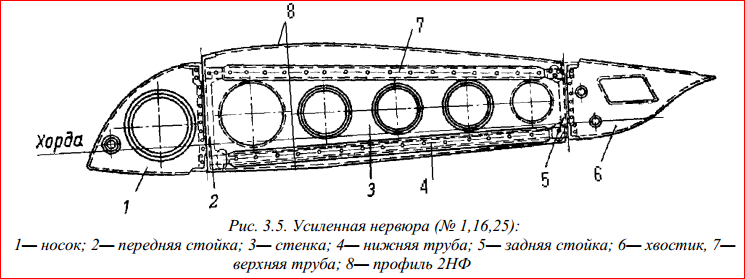 8 7
Хорда
1 2 3 4 5 6
Рис. 3.5. Усиленная нервюра (№ 1,16,25):
1— носок; 2— передняя стойка; 3— стенка; 4— нижняя труба; 5— задняя стойка; 6— хвостик, 7—
верхняя труба; 8— профиль 2НФ